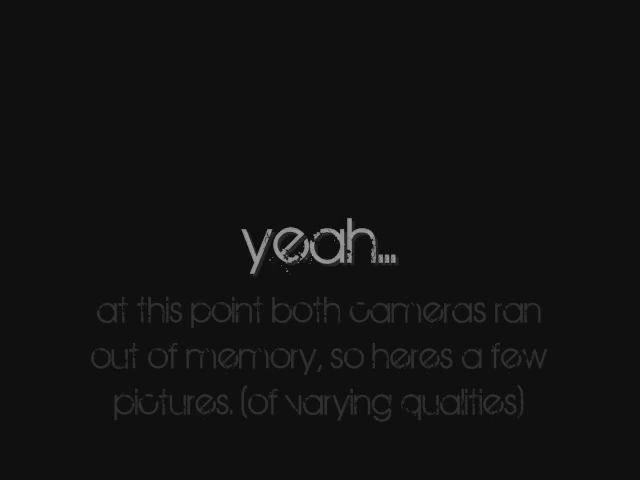 yeah...
at this point both cameras ran
out of memory, so heres a few
pictures. (of varying qualities)